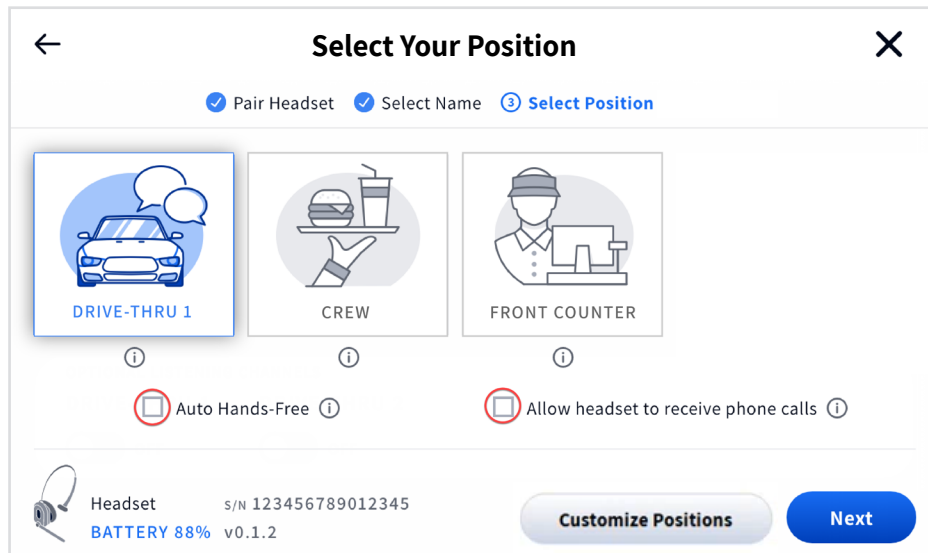 Select Your Position
Pair Headset Select Name 3 Select Position
DRIVE-THRU 1 CREW FRONT COUNTER
Auto Hands-Free Allow headset to receive phone calls
Headset S/N 123456789012345
BATTERY 88% v0.1.2
Customize Positions Next